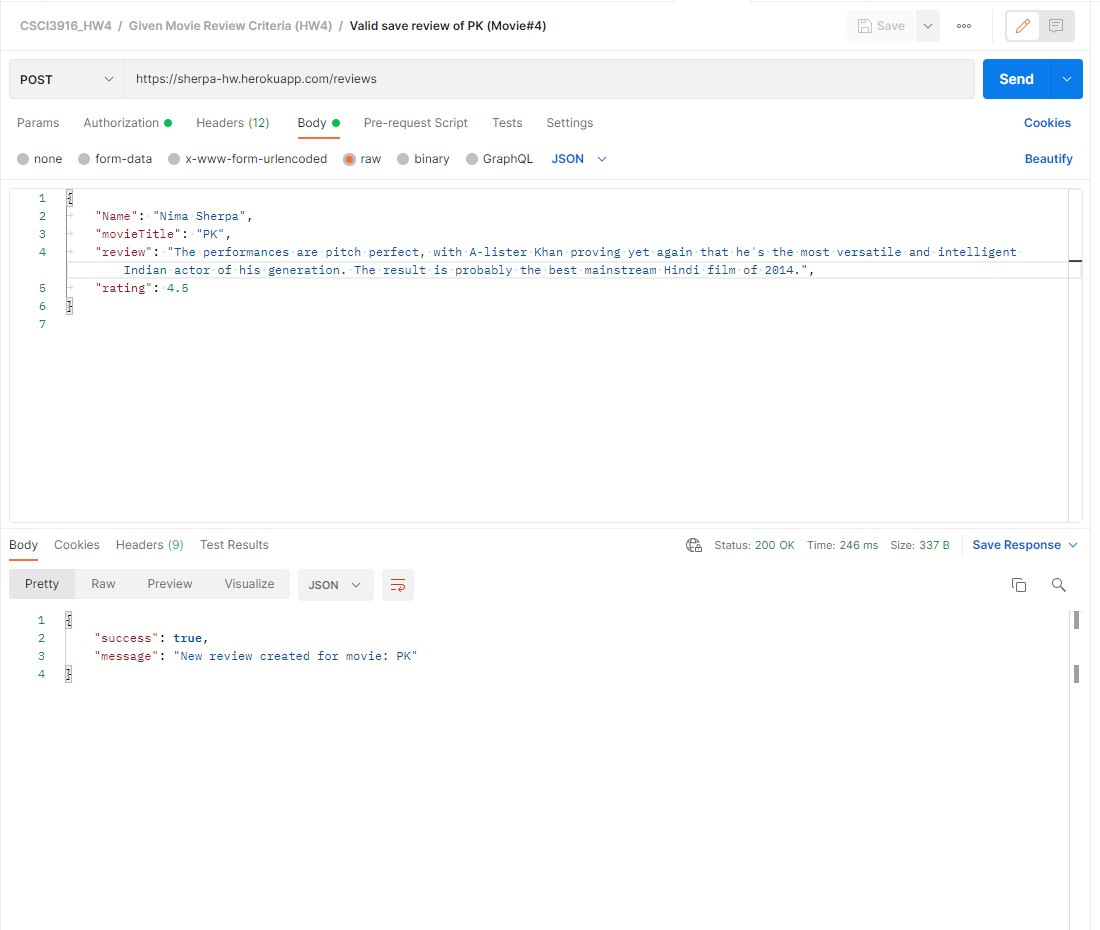 CSCI3916_HW4 / Given Movie Review Criteria (HW4) / Valid save review of PK (Movie#4)
Save
POST https://sherpa-hw.herokuapp.com/reviews Send
Params Authorization Headers (12) Body Pre-request Script Tests Settings Cookies
none form-data x-www-form-urlencoded raw binary GraphQL JSON Beautify
1 {
2 "Name": "Nima Sherpa",
3 "movieTitle": "PK",
4 "review": "The performances are pitch perfect, with A-lister Khan proving yet again that he's the most versatile and intelligent
Indian actor of his generation. The result is probably the best mainstream Hindi film of 2014.",
5 "rating": 4.5
6 }
7
Body Cookies Headers (9) Test Results Status: 200 OK Time: 246 ms Size: 337 B Save Response
Pretty Raw Preview Visualize JSON
1 {
2 "success": true,
3 "message": "New review created for movie: PK"
4 }